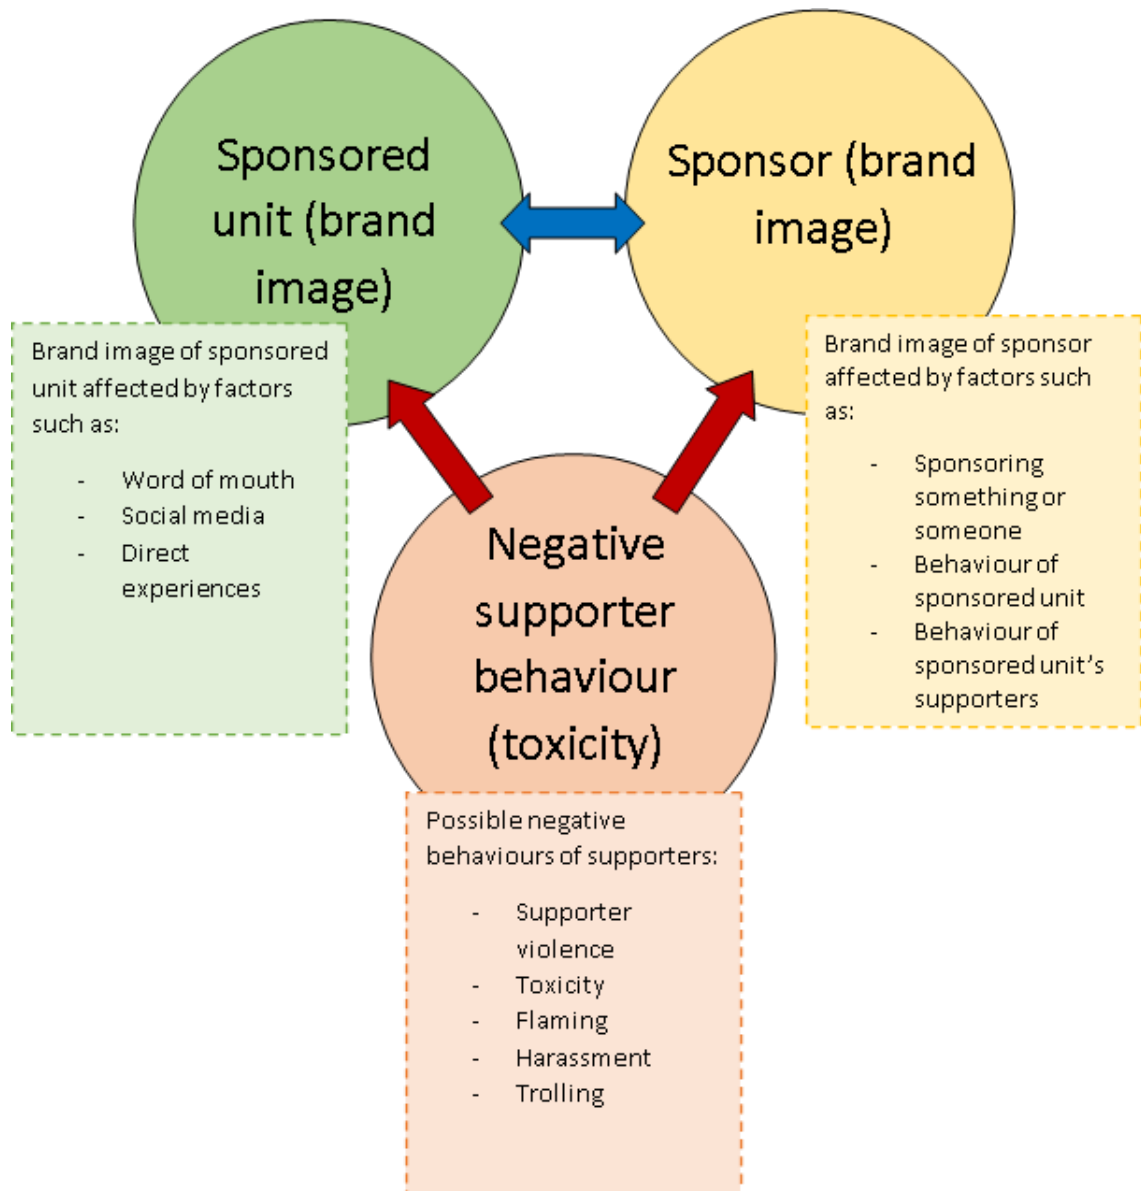 Sponsored
unit (brand
image)
Sponsor (brand
image)
Brand image of sponsored
unit affected by factors
such as:
- Word of mouth
- Social media
- Direct
experiences
Brand image of sponsor
affected by factors such
as:
- Sponsoring
something or
someone
- Behaviour of
sponsored unit
- Behaviour of
sponsored unit's
supporters
Negative
supporter
behaviour
(toxicity)
Possible negative
behaviours of supporters:
- Supporter
violence
- Toxicity
- Flaming
- Harassment
- Trolling